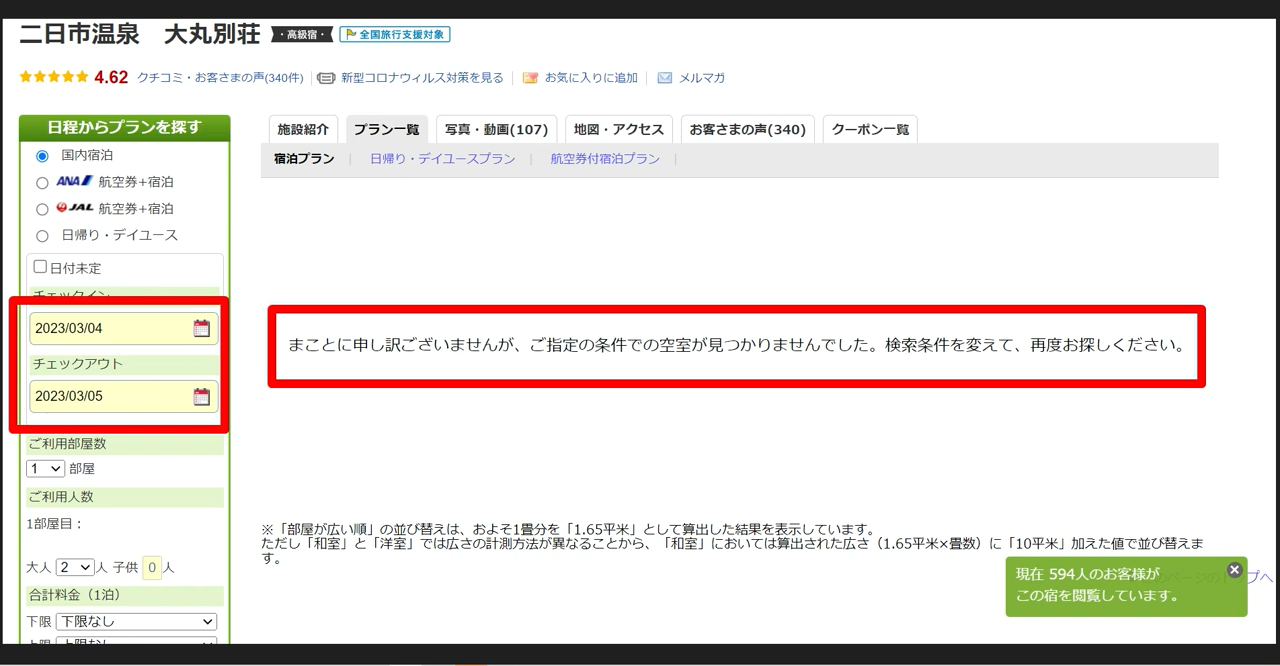 二日市温泉　大丸別荘 ・高級宿・ 全国旅行支援対象
4.62 クチコミ・お客さまの声(340件) 新型コロナウィルス対策を見る お気に入りに追加 メルマガ
日程からプランを探す
国内宿泊
ANA 航空券+宿泊
JAL 航空券+宿泊
日帰り・デイユース
日付未定
チェックイン
2023/03/04
チェックアウト
2023/03/05
ご利用部屋数
1 部屋
ご利用人数
1部屋目：
大人 2 人 子供 0 人
合計料金（1泊）
下限 下限なし
上限 上限なし
施設紹介 プラン一覧 写真・動画(107) 地図・アクセス お客さまの声(340) クーポン一覧
宿泊プラン 日帰り・デイユースプラン 航空券付宿泊プラン
まことに申し訳ございませんが、ご指定の条件での空室が見つかりませんでした。検索条件を変えて、再度お探しください。
※「部屋が広い順」の並び替えは、およそ1畳分を「1.65平米」として算出した結果を表示しています。
ただし「和室」と「洋室」では広さの計測方法が異なることから、「和室」においては算出された広さ（1.65平米×畳数）に「10平米」加えた値で並び替えま
す。
現在 594人のお客様が
この宿を閲覧しています。